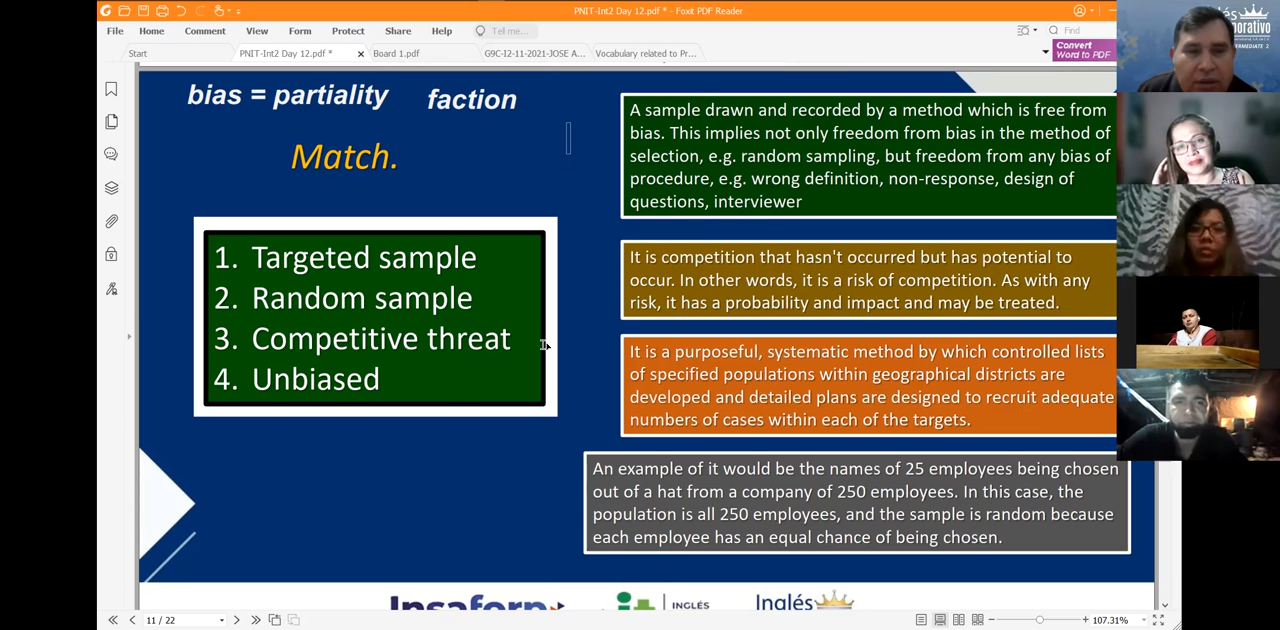 PNIT-Int2 Day 12.pdf * - Foxit PDF Reader
File Home Comment View Form Protect Share Help Tell me... Find
Start PNIT-Int2 Day 12.pdf * Board 1.pdf G9C-I2-11-2021-JOSE A... Vocabulary related to Pr...
Convert
Word to PDF
bias = partiality faction
Match.
1. Targeted sample
2. Random sample
3. Competitive threat
4. Unbiased
A sample drawn and recorded by a method which is free from
bias. This implies not only freedom from bias in the method of
selection, e.g. random sampling, but freedom from any bias of
procedure, e.g. wrong definition, non-response, design of
questions, interviewer
It is competition that hasn't occurred but has potential to
occur. In other words, it is a risk of competition. As with any
risk, it has a probability and impact and may be treated.
It is a purposeful, systematic method by which controlled lists
of specified populations within geographical districts are
developed and detailed plans are designed to recruit adequate
numbers of cases within each of the targets.
An example of it would be the names of 25 employees being chosen
out of a hat from a company of 250 employees. In this case, the
population is all 250 employees, and the sample is random because
each employee has an equal chance of being chosen.
Insaforp INGLÉS Inglés
11 / 22
107.31%